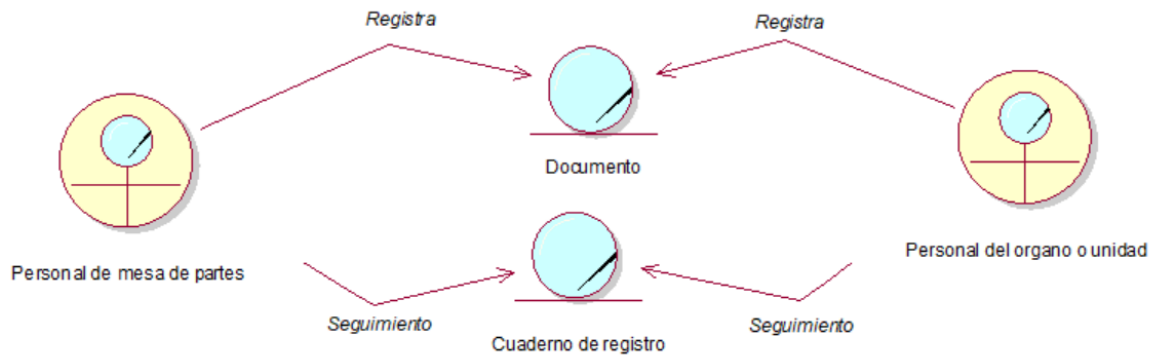 Registra
Registra
Documento
Personal de mesa de partes
Personal del organo o unidad
Seguimiento
Seguimiento
Cuaderno de registro